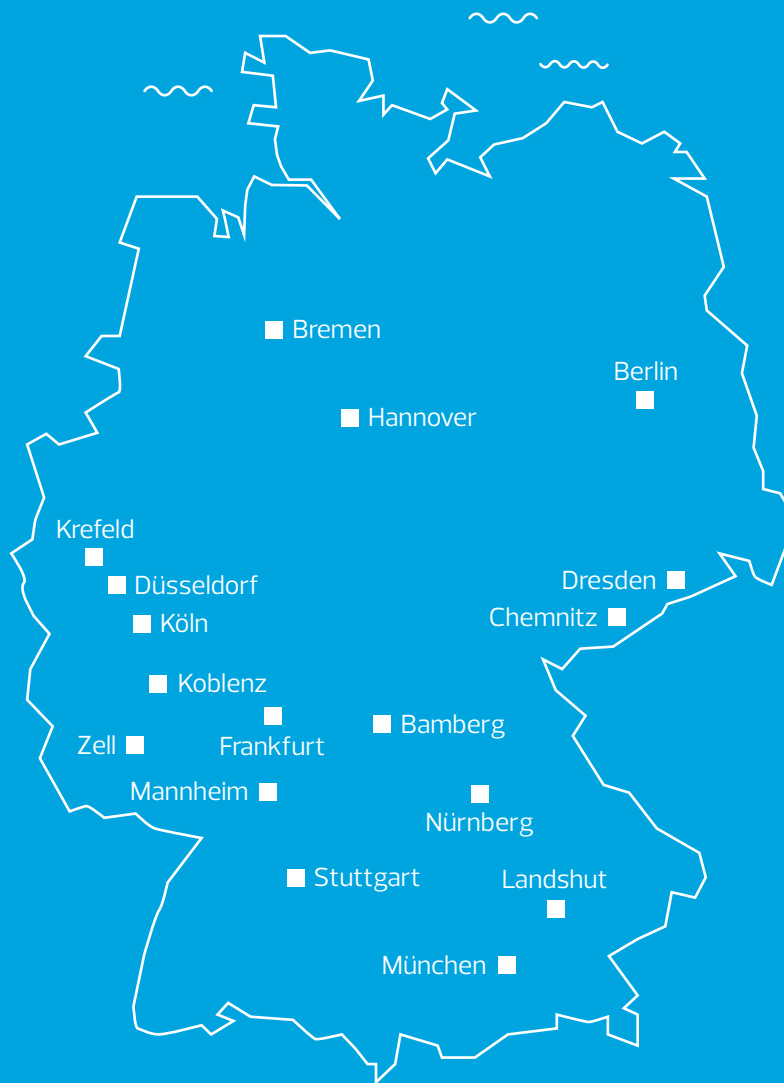 Bremen
Berlin
Hannover
Krefeld
Dresden
Düsseldorf
Chemnitz
Köln
Koblenz
Bamberg
Zell
Frankfurt
Mannheim
Nürnberg
Stuttgart
Landshut
München